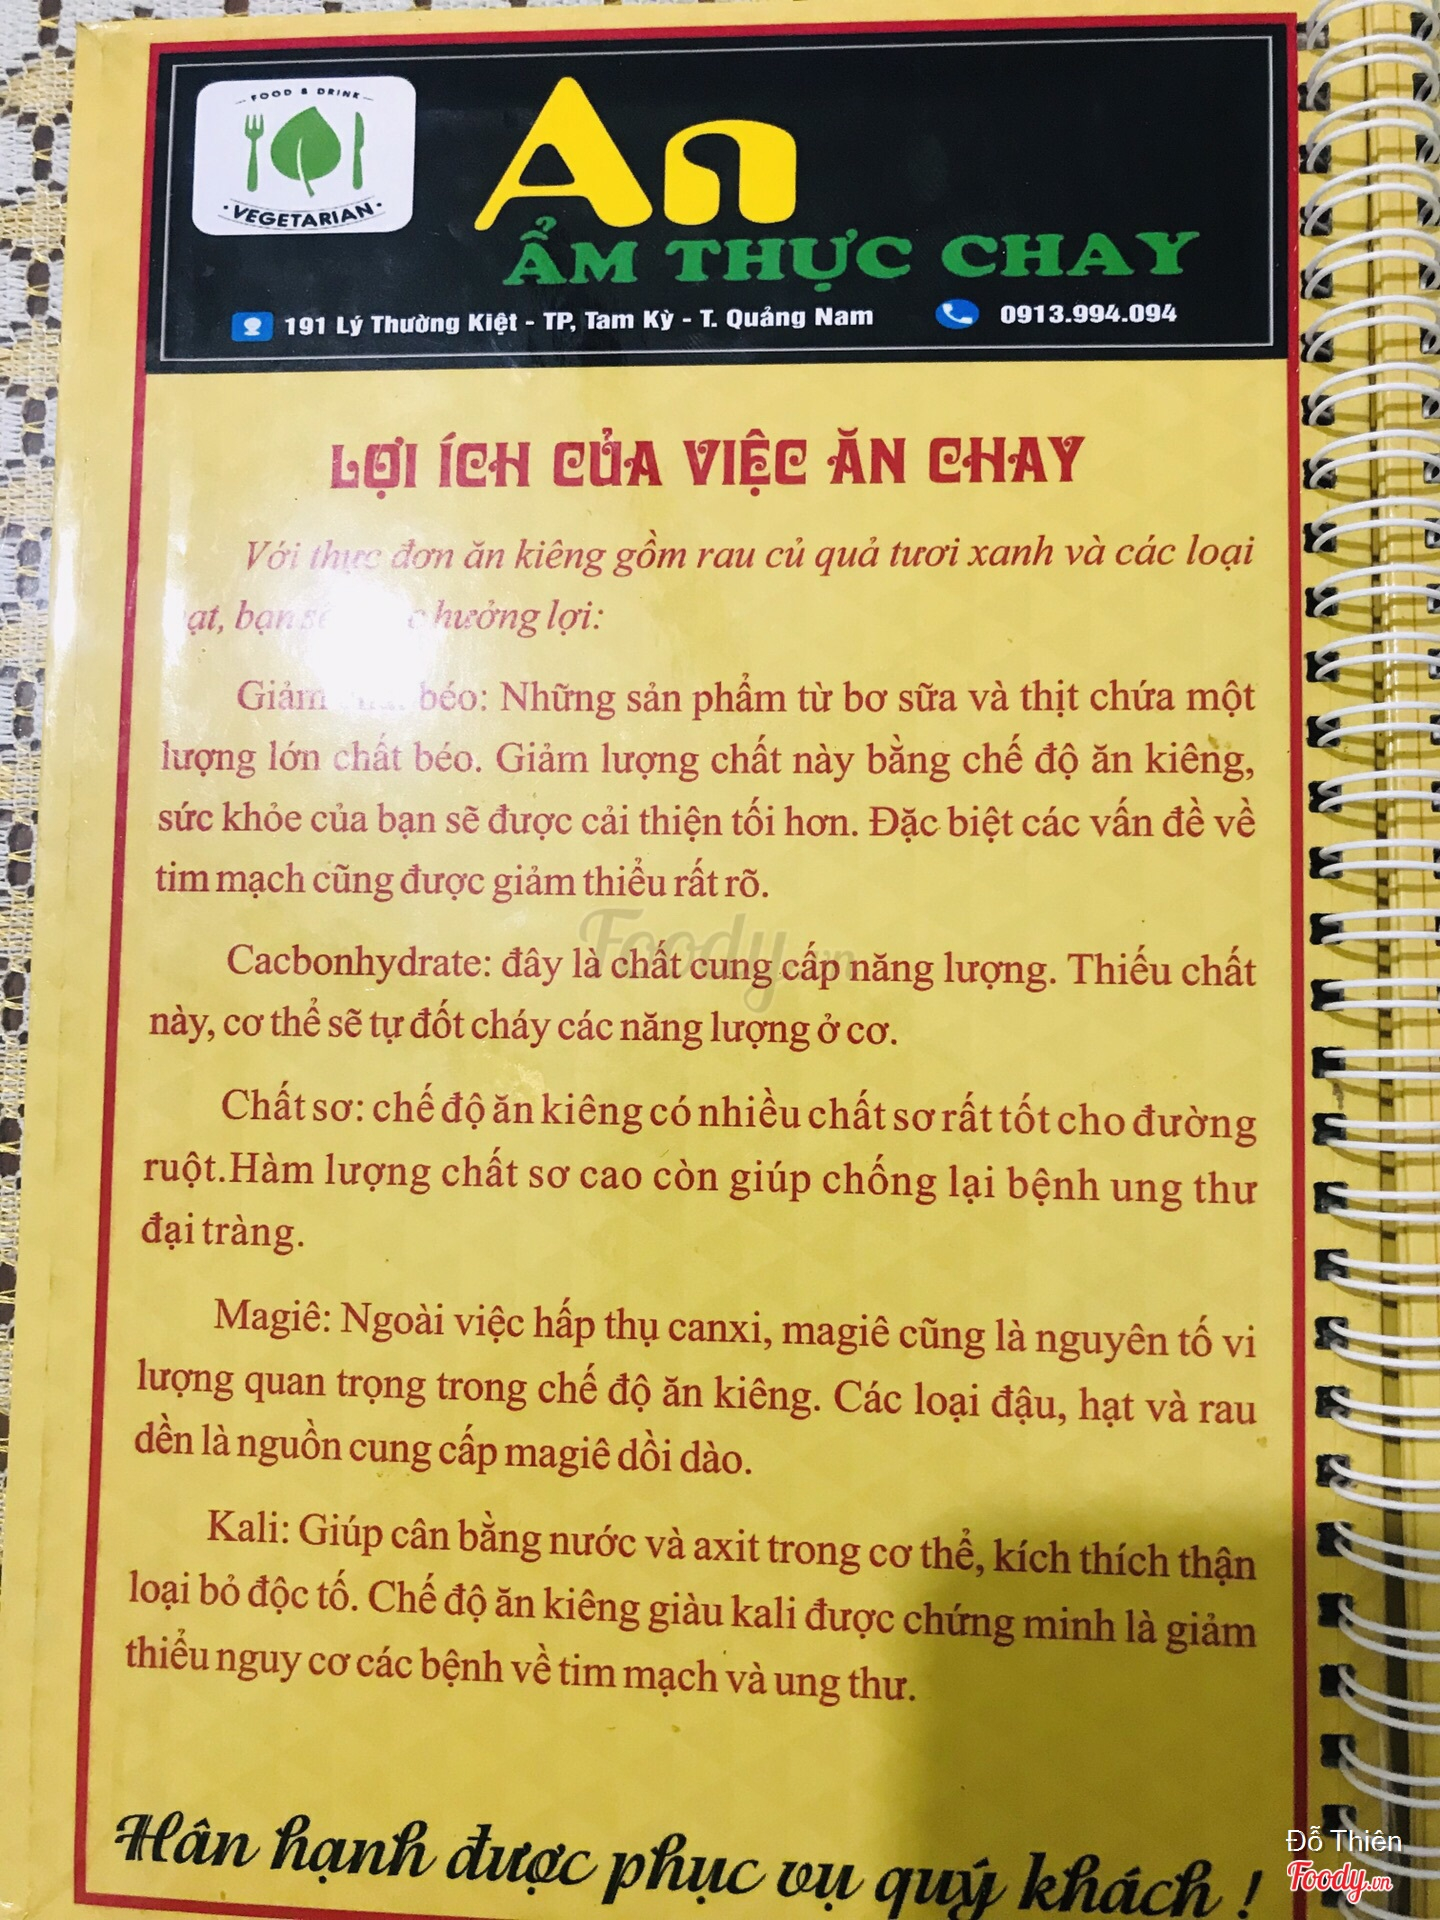 FOOD & DRINK
VEGETARIAN
An
ẨM THỰC CHAY
191 Lý Thường Kiệt - TP, Tam Kỳ - T. Quảng Nam 0913.994.094
LỢI ÍCH CỦA VIỆC ĂN CHAY
Với thực đơn ăn kiêng gồm rau củ quả tươi xanh và các loại
bạn sẽ hưởng lợi:
Giảm béo: Những sản phẩm từ bơ sữa và thịt chứa một
lượng lớn chất béo. Giảm lượng chất này bằng chế độ ăn kiêng,
sức khỏe của bạn sẽ được cải thiện tối hơn. Đặc biệt các vấn đề về
tim mạch cũng được giảm thiểu rất rõ.
Cacbonhydrate: đây là chất cung cấp năng lượng. Thiếu chất
này, cơ thể sẽ tự đốt cháy các năng lượng ở cơ.
Chất sơ: chế độ ăn kiêng có nhiều chất sơ rất tốt cho đường
ruột.Hàm lượng chất sơ cao còn giúp chống lại bệnh ung thư
đại tràng.
Magiê: Ngoài việc hấp thụ canxi, magiê cũng là nguyên tố vi
lượng quan trọng trong chế độ ăn kiêng. Các loại đậu, hạt và rau
dền là nguồn cung cấp magiê dồi dào.
Kali: Giúp cân bằng nước và axit trong cơ thể, kích thích thận
loại bỏ độc tố. Chế độ ăn kiêng giàu kali được chứng minh là giảm
thiểu nguy cơ các bệnh về tim mạch và ung thư.
Hân hạnh được phục vụ quý khách !
Foody.vn
Đỗ Thiên
Foody.vn